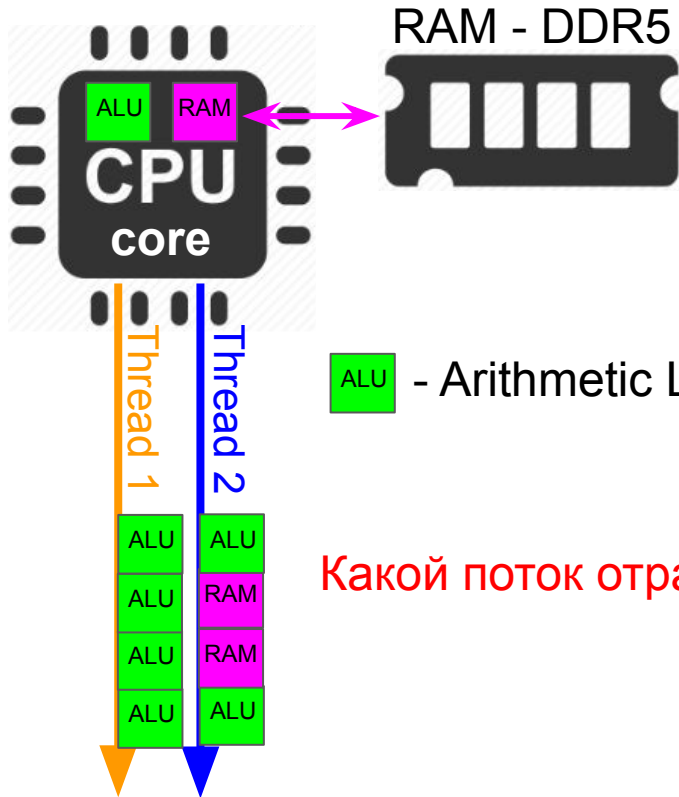 RAM - DDR5
ALU RAM
CPU
core
Thread 1
Thread 2
ALU - Arithmetic L
ALU ALU
ALU RAM
Какой поток отра
ALU RAM
ALU ALU